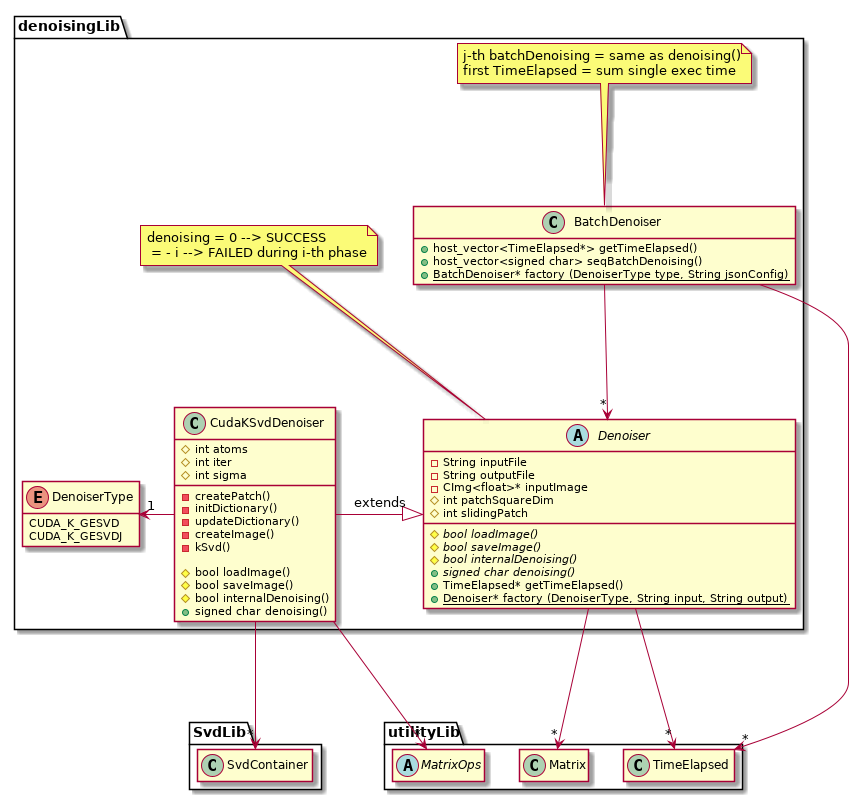 denoisingLib
j-th batchDenoising = same as denoising()
first TimeElapsed = sum single exec time
denoising = 0 --> SUCCESS
= - i --> FAILED during i-th phase
C BatchDenoiser
host_vector<TimeElapsed*> getTimeElapsed()
host_vector<signed char> seqBatchDenoising()
BatchDenoiser* factory (DenoiserType type, String jsonConfig)
*
C CudaKSvdDenoiser
int atoms
int iter
int sigma
createPatch()
initDictionary()
updateDictionary()
createImage()
kSvd()
bool loadImage()
bool saveImage()
bool internalDenoising()
signed char denoising()
A Denoiser
String inputFile
String outputFile
CImg<float>* inputImage
int patchSquareDim
int slidingPatch
bool loadImage()
bool saveImage()
bool internalDenoising()
signed char denoising()
TimeElapsed* getTimeElapsed()
Denoiser* factory (DenoiserType, String input, String output)
E DenoiserType
CUDA_K_GESVD
CUDA_K_GESVDJ
1
extends
SvdLib
*
C SvdContainer
utilityLib
*
*
*
*
A MatrixOps
C Matrix
C TimeElapsed